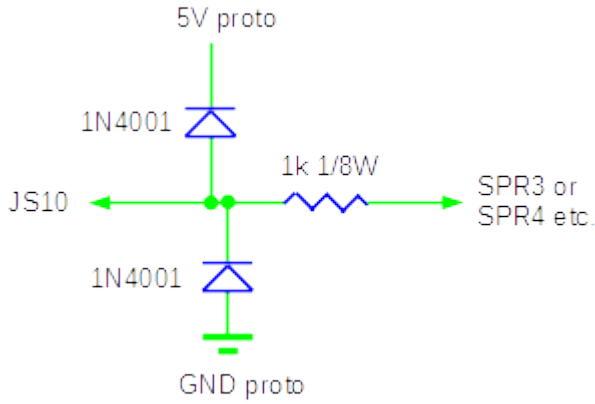 5V proto
1N4001
1k 1/8W
JS10
SPR3 or
SPR4 etc.
1N4001
GND proto